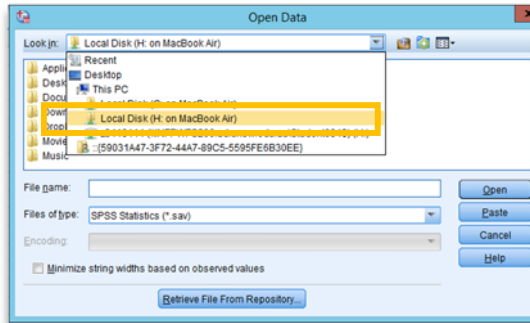 Open Data
Look in: Local Disk (H: on MacBook Air)
Recent
Desktop
This PC
Local Disk (H: on MacBook Air)
::{59031A47-3F72-44A7-89C5-5595FE6B30EE}
Desk
Movie
Music
File name:
Open
Files of type: SPSS Statistics (*.sav)
Paste
Encoding:
Cancel
Minimize string widths based on observed values
Help
Retrieve File From Repository...